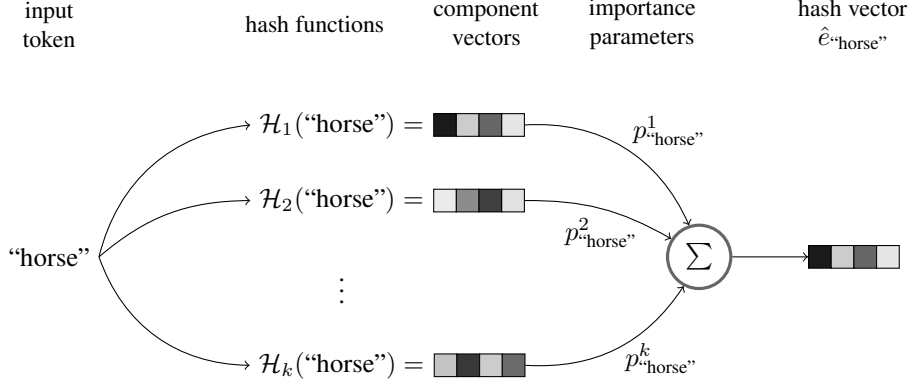 input token
hash functions
component vectors
importance parameters
hash vector
ê“horse”
“horse”
ℋ₁(“horse”) =
p¹“horse”
ℋ₂(“horse”) =
p²“horse”
∑
⋮
ℋₖ(“horse”) =
pᵏ“horse”